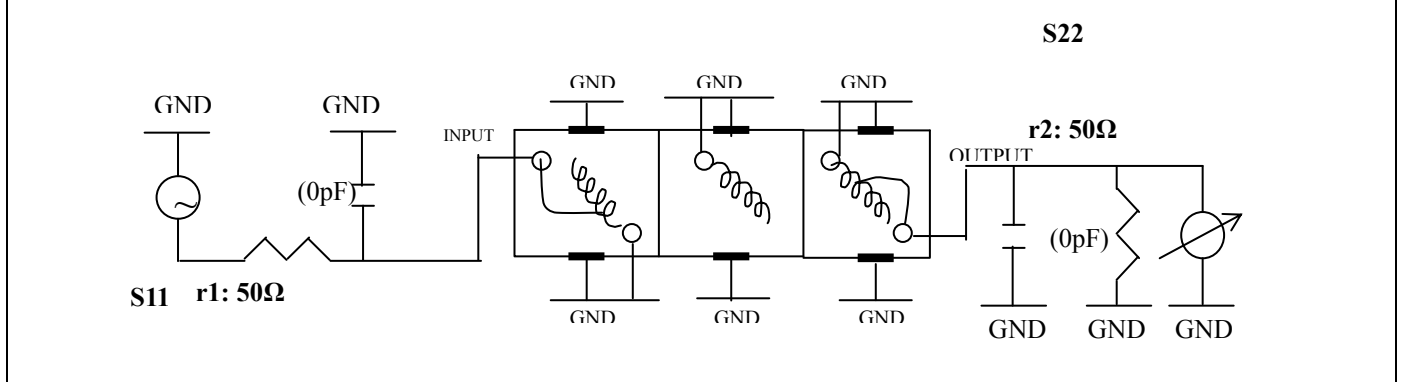 S22
GND GND GND
GND GND
INPUT
r2: 50Ω
OUTPUT
(0pF)
(0pF)
S11 r1: 50Ω
GND GND GND
GND GND GND